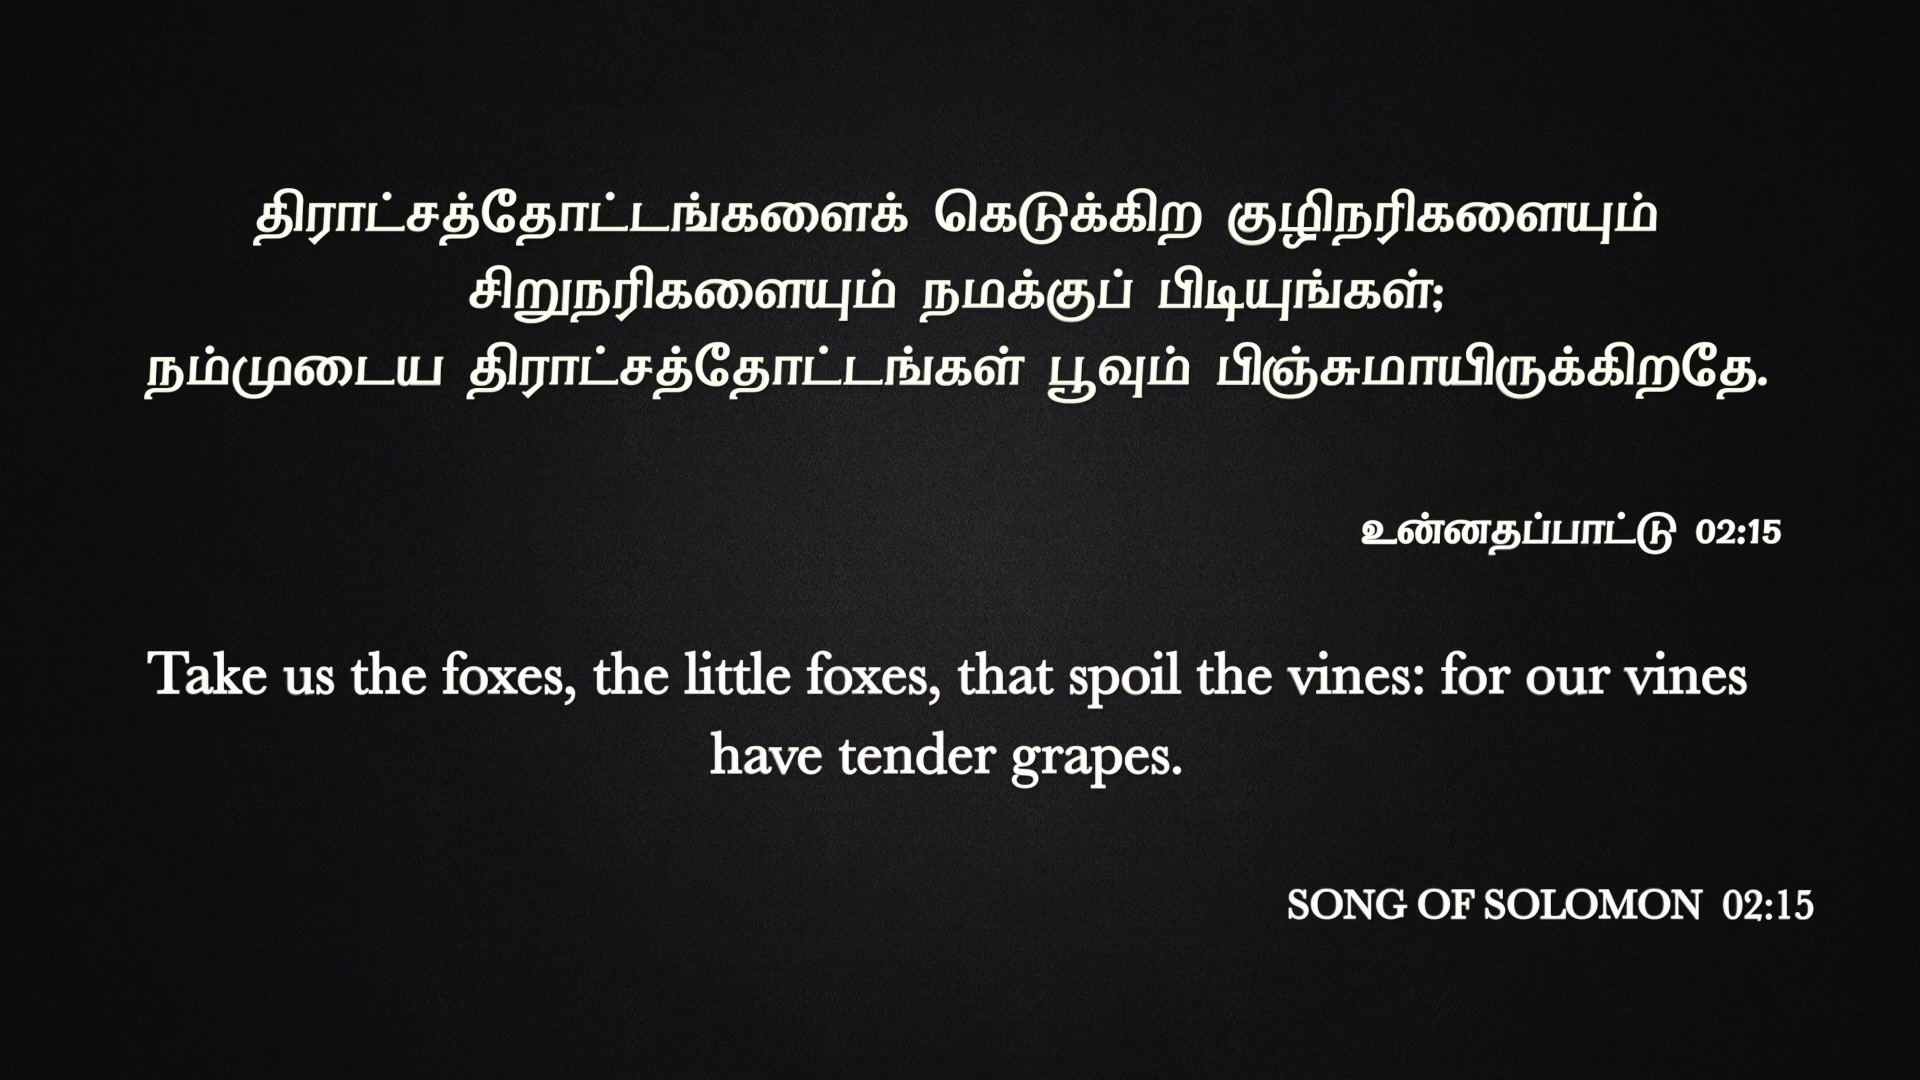 திராட்சத்தோட்டங்களைக் கெடுக்கிற குழிநரிகளையும்
சிறுநரிகளையும் நமக்குப் பிடியுங்கள்;
நம்முடைய திராட்சத்தோட்டங்கள் பூவும் பிஞ்சுமாயிருக்கிறதே.
உன்னதப்பாட்டு 02:15
Take us the foxes, the little foxes, that spoil the vines: for our vines
have tender grapes.
SONG OF SOLOMON 02:15